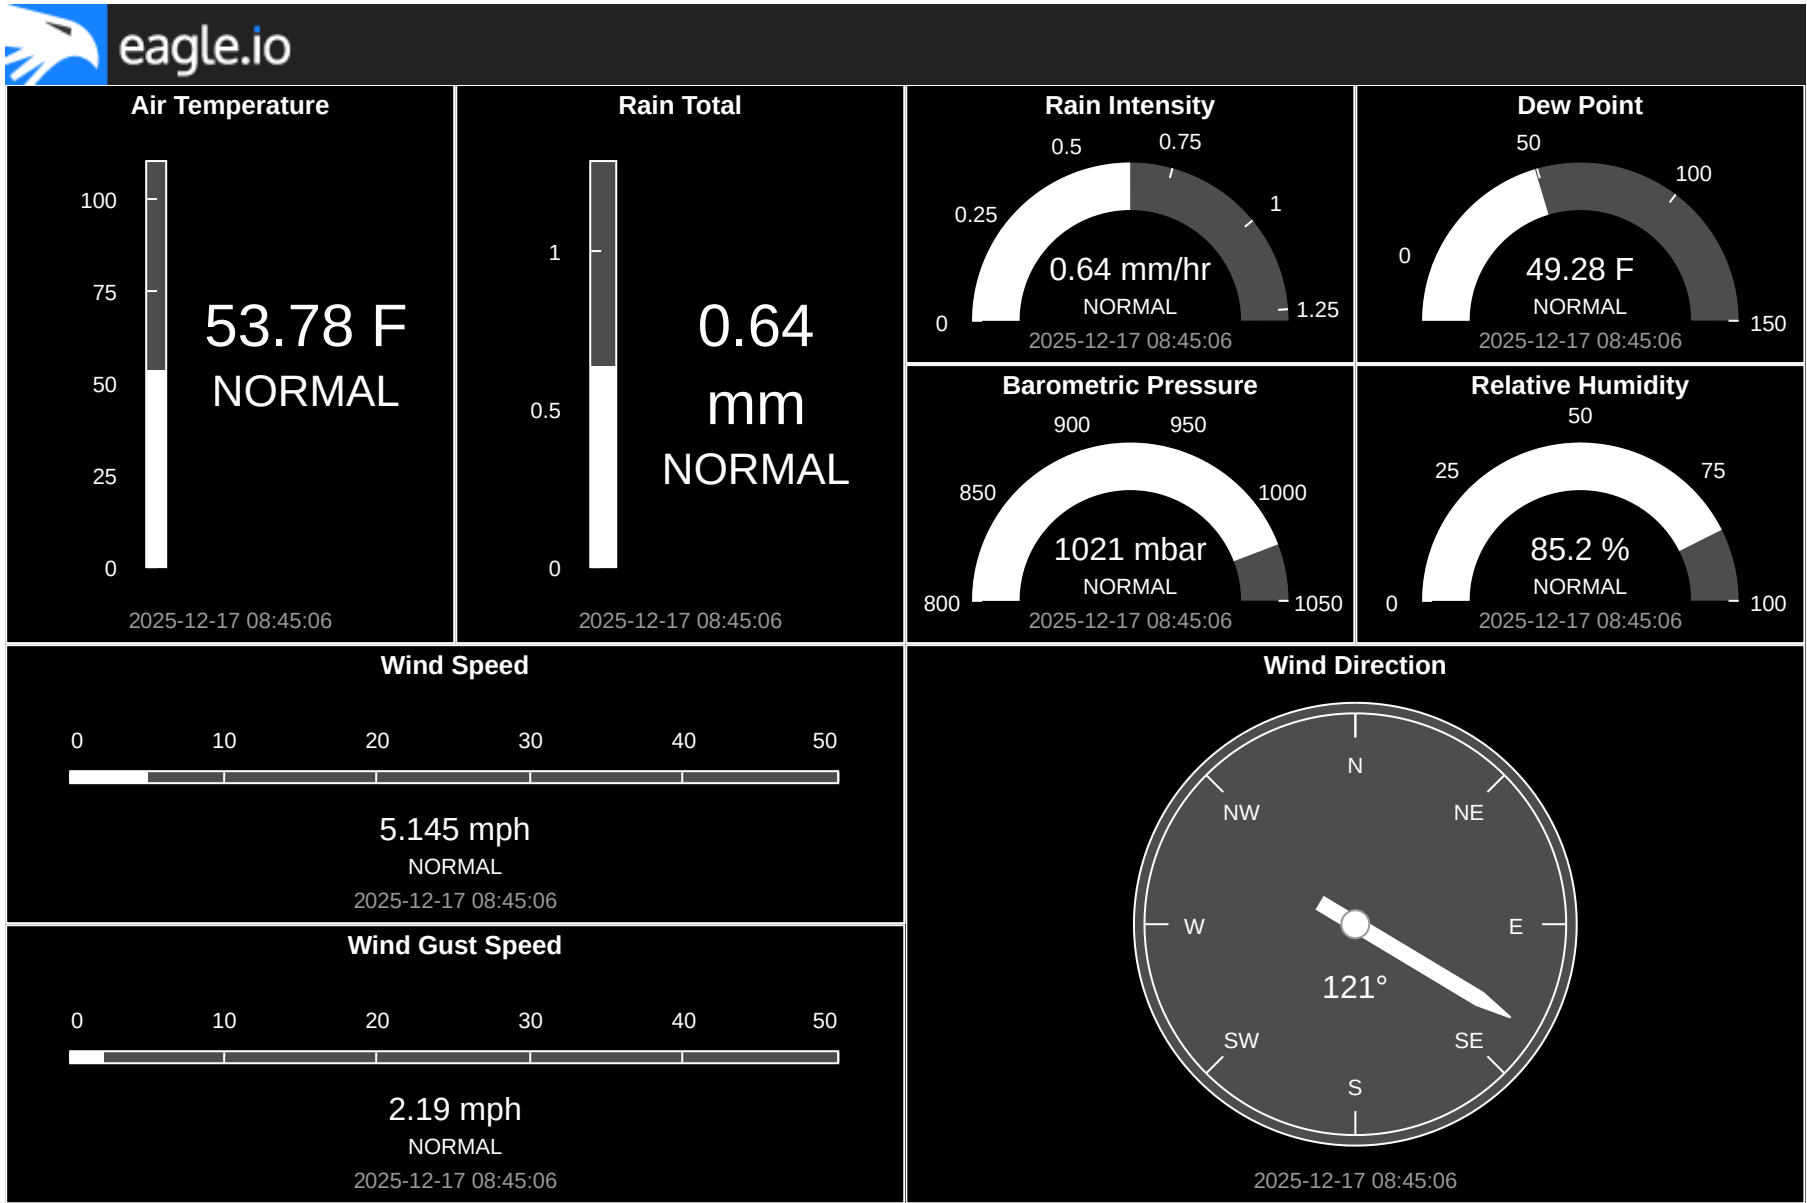 eagle.io
Air Temperature
100
75
50
25
0
53.78 F
NORMAL
2025-12-17 08:45:06
Rain Total
1
0.5
0
0.64
mm
NORMAL
2025-12-17 08:45:06
Rain Intensity
0
0.25
0.5
0.75
1
1.25
0.64 mm/hr
NORMAL
2025-12-17 08:45:06
Dew Point
0
50
100
150
49.28 F
NORMAL
2025-12-17 08:45:06
Barometric Pressure
800
850
900
950
1000
1050
1021 mbar
NORMAL
2025-12-17 08:45:06
Relative Humidity
0
25
50
75
100
85.2 %
NORMAL
2025-12-17 08:45:06
Wind Speed
0 10 20 30 40 50
5.145 mph
NORMAL
2025-12-17 08:45:06
Wind Gust Speed
0 10 20 30 40 50
2.19 mph
NORMAL
2025-12-17 08:45:06
Wind Direction
N
NW NE
W E
121°
SW SE
S
2025-12-17 08:45:06